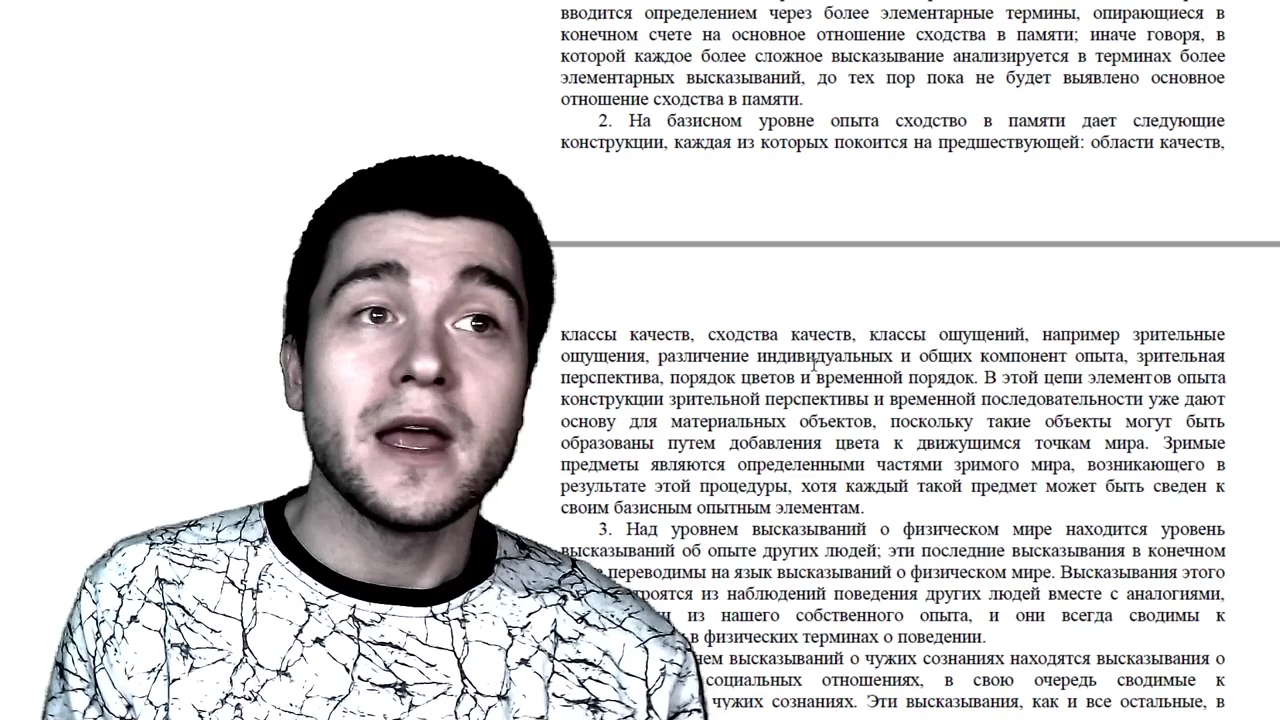 вводится определением через более элементарные термины, опирающиеся в
конечном счете на основное отношение сходства в памяти; иначе говоря, в
которой каждое более сложное высказывание анализируется в терминах более
элементарных высказываний, до тех пор пока не будет выявлено основное
отношение сходства в памяти.
2. На базисном уровне опыта сходство в памяти дает следующие
конструкции, каждая из которых покоится на предшествующей: области качеств,
классы качеств, сходства качеств, классы ощущений, например зрительные
ощущения, различение индивидуальных и общих компонент опыта, зрительная
перспектива, порядок цветов и временной порядок. В этой цепи элементов опыта
конструкции зрительной перспективы и временной последовательности уже дают
основу для материальных объектов, поскольку такие объекты могут быть
образованы путем добавления цвета к движущимся точкам мира. Зримые
предметы являются определенными частями зримого мира, возникающего в
результате этой процедуры, хотя каждый такой предмет может быть сведен к
своим базисным опытным элементам.
3. Над уровнем высказываний о физическом мире находится уровень
высказываний об опыте других людей; эти последние высказывания в конечном
переводимы на язык высказываний о физическом мире. Высказывания этого
из наблюдений поведения других людей вместе с аналогиями,
из нашего собственного опыта, и они всегда сводимы к
в физических терминах о поведении.
высказываний о чужих сознаниях находятся высказывания о
социальных отношениях, в свою очередь сводимые к
чужих сознаниях. Эти высказывания, как и все остальные, в